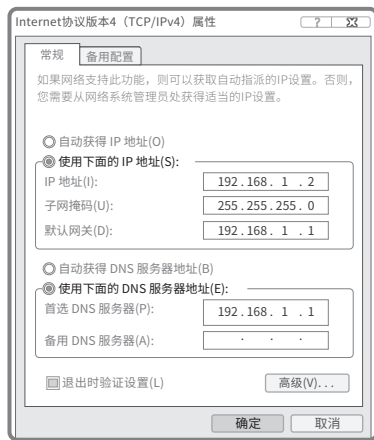 Internet协议版本4（TCP/IPv4）属性
常规 备用配置
如果网络支持此功能，则可以获取自动指派的IP设置。否则，
您需要从网络系统管理员处获得适当的IP设置。
自动获得 IP 地址(O)
使用下面的 IP 地址(S):
IP 地址(I): 192.168. 1 . 2
子网掩码(U): 255.255.255. 0
默认网关(D): 192.168. 1 . 1
自动获得 DNS 服务器地址(B)
使用下面的 DNS 服务器地址(E):
首选 DNS 服务器(P): 192.168. 1 . 1
备用 DNS 服务器(A): . . .
退出时验证设置(L) 高级(V)...
确定 取消